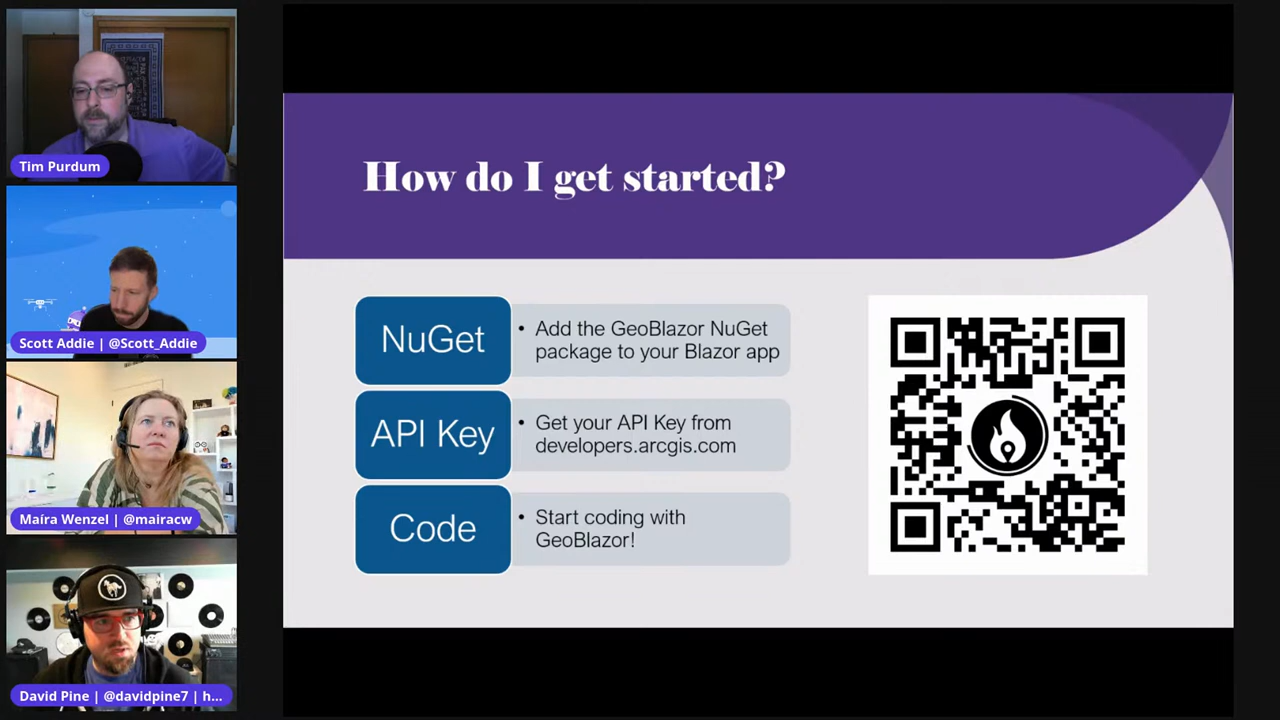 Tim Purdum
Scott Addie | @Scott_Addie
Maíra Wenzel | @mairacw
David Pine | @davidpine7 | h...
How do I get started?
NuGet
• Add the GeoBlazor NuGet
package to your Blazor app
API Key
• Get your API Key from
developers.arcgis.com
Code
• Start coding with
GeoBlazor!